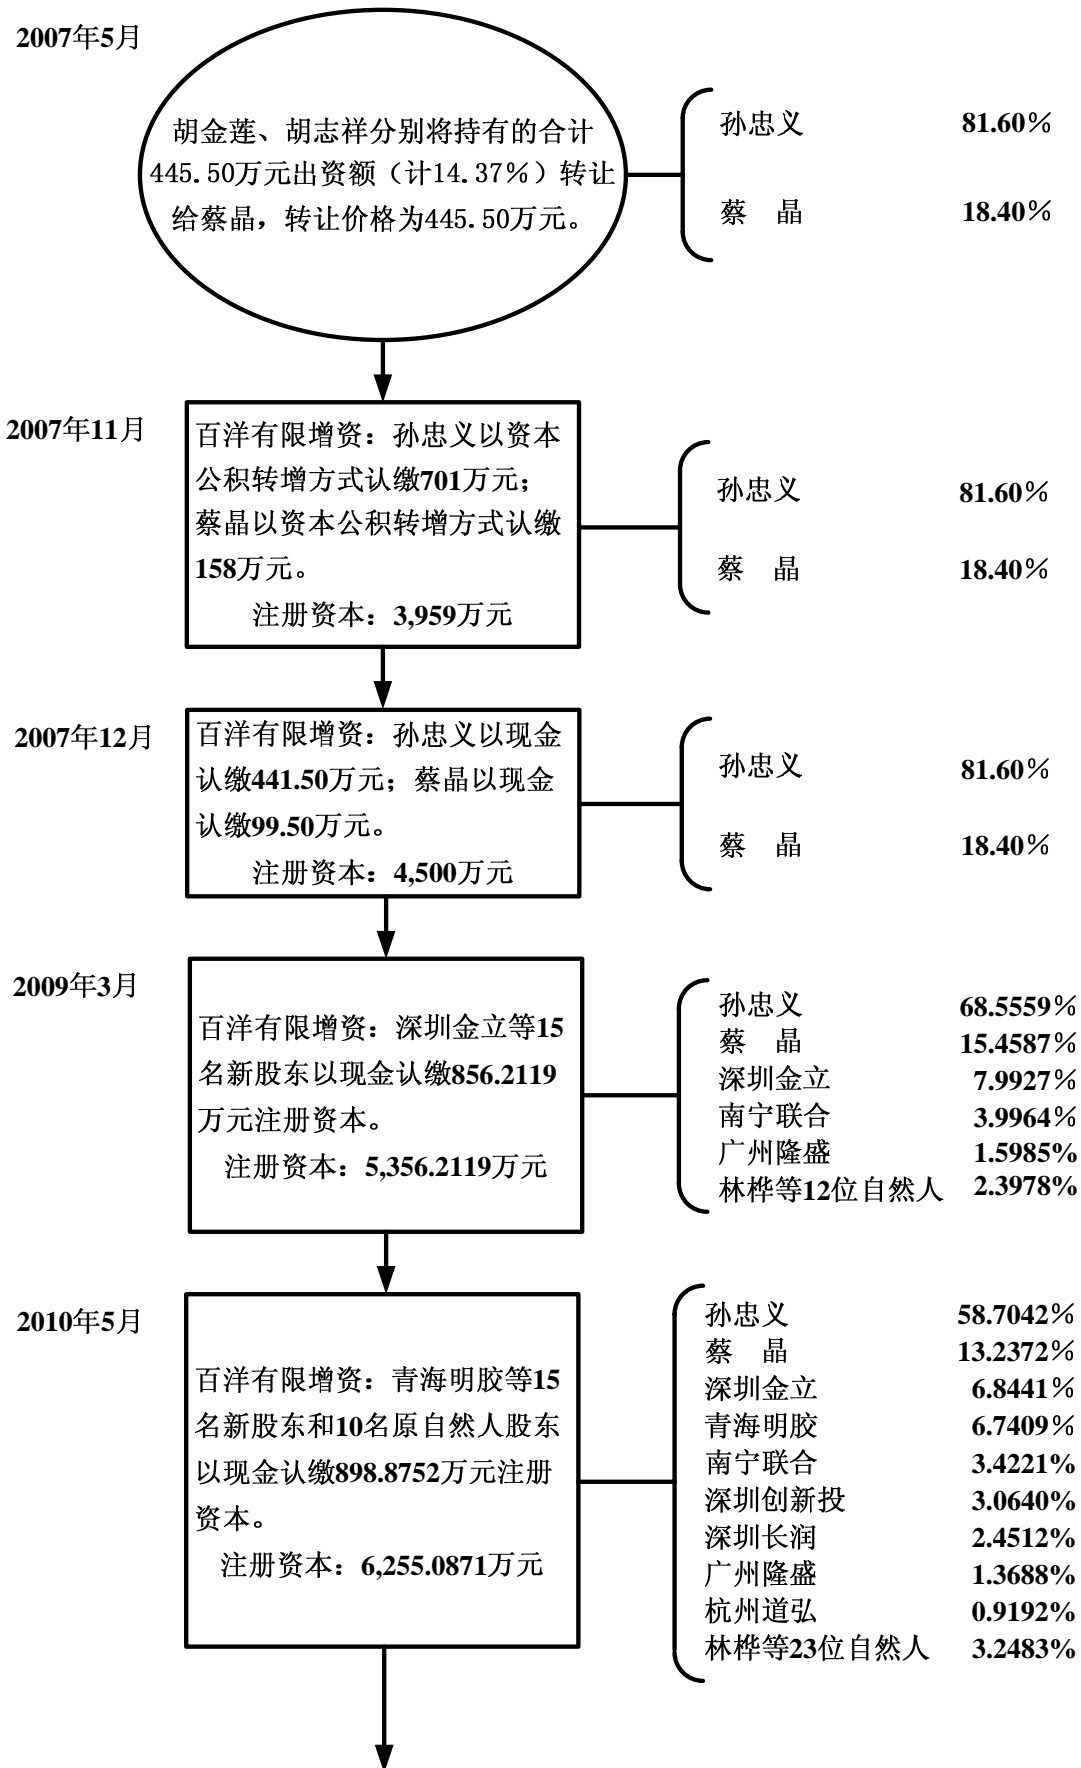 2007年5月
胡金莲、胡志祥分别将持有的合计
445.50万元出资额（计14.37%）转让
给蔡晶，转让价格为445.50万元。
孙忠义 81.60%
蔡 晶 18.40%
2007年11月
百洋有限增资：孙忠义以资本
公积转增方式认缴701万元；
蔡晶以资本公积转增方式认缴
158万元。
注册资本：3,959万元
孙忠义 81.60%
蔡 晶 18.40%
2007年12月
百洋有限增资：孙忠义以现金
认缴441.50万元；蔡晶以现金
认缴99.50万元。
注册资本：4,500万元
孙忠义 81.60%
蔡 晶 18.40%
2009年3月
百洋有限增资：深圳金立等15
名新股东以现金认缴856.2119
万元注册资本。
注册资本：5,356.2119万元
孙忠义 68.5559%
蔡 晶 15.4587%
深圳金立 7.9927%
南宁联合 3.9964%
广州隆盛 1.5985%
林桦等12位自然人 2.3978%
2010年5月
百洋有限增资：青海明胶等15
名新股东和10名原自然人股东
以现金认缴898.8752万元注册
资本。
注册资本：6,255.0871万元
孙忠义 58.7042%
蔡 晶 13.2372%
深圳金立 6.8441%
青海明胶 6.7409%
南宁联合 3.4221%
深圳创新投 3.0640%
深圳长润 2.4512%
广州隆盛 1.3688%
杭州道弘 0.9192%
林桦等23位自然人 3.2483%